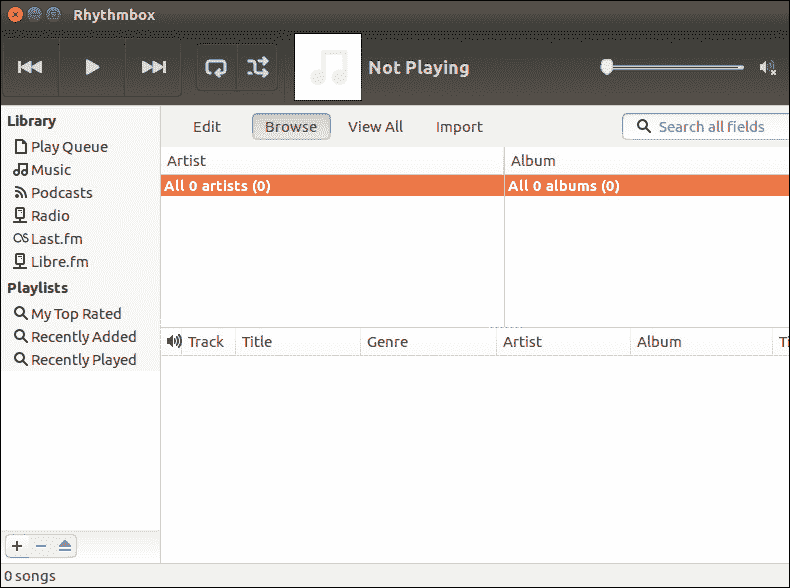 Rhythmbox
Not Playing
Library
Play Queue
Music
Podcasts
Radio
Last.fm
Libre.fm
Playlists
My Top Rated
Recently Added
Recently Played
Edit Browse View All Import Search all fields
Artist Album
All 0 artists (0) All 0 albums (0)
Track Title Genre Artist Album
0 songs